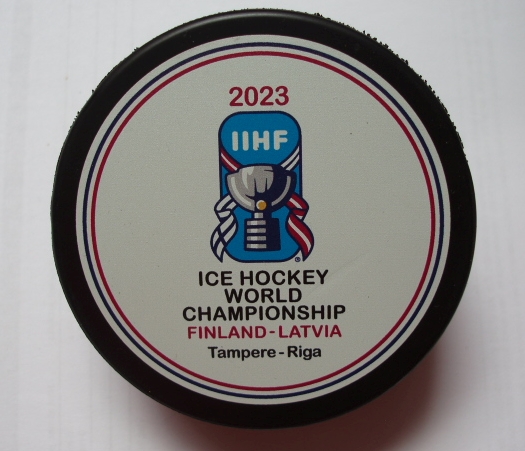 2023
IIHF
®
ICE HOCKEY
WORLD
CHAMPIONSHIP
FINLAND-LATVIA
Tampere-Riga